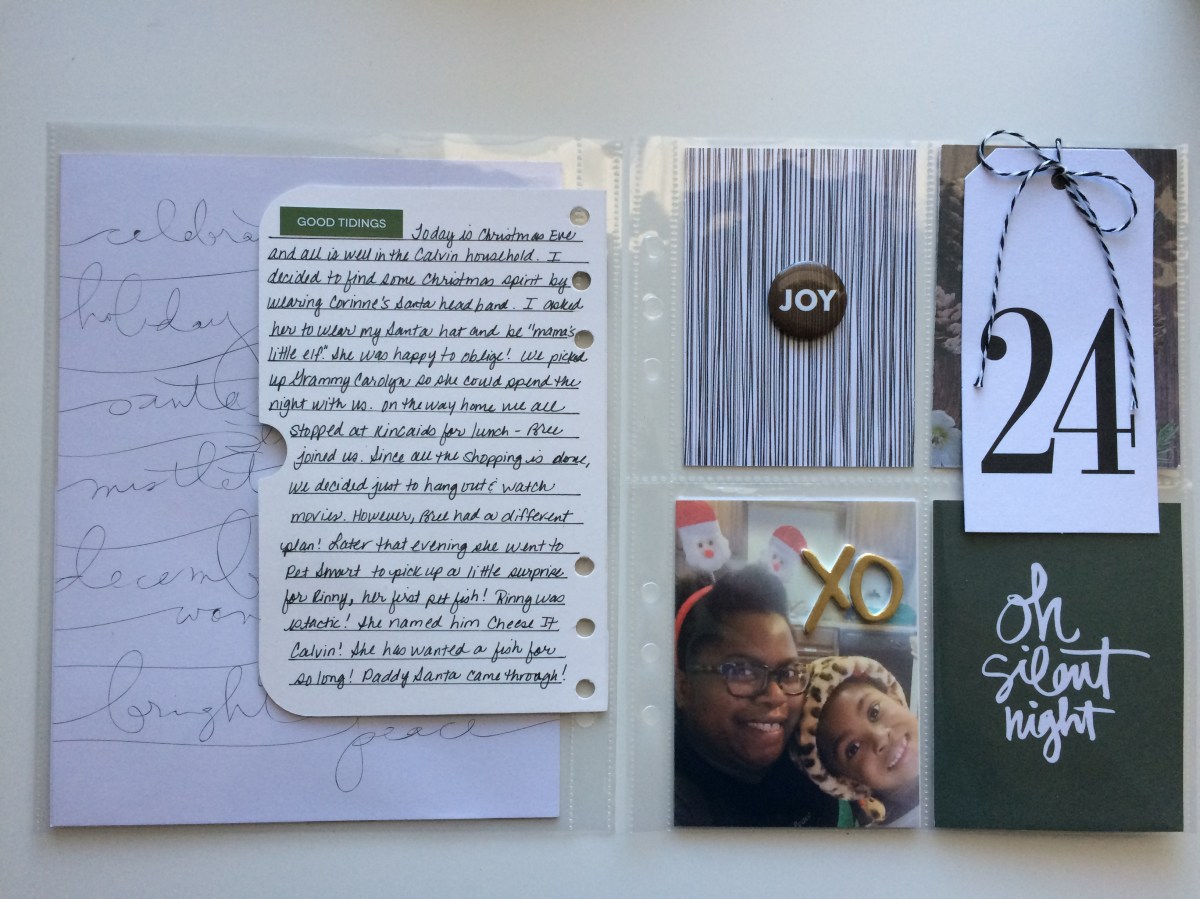 celebra
holiday
santa
mistlet
decemb
won
bright
peace
GOOD TIDINGS
Today is Christmas Eve
and all is well in the Calvin household. I
decided to find some Christmas spirit by
wearing Corinne's Santa head band. I asked
her to wear my Santa hat and be "mama's
little elf". She was happy to oblige! We picked
up Grammy Carolyn so she could spend the
night with us. On the way home we all
stopped at Kincaids for lunch - Bree
joined us. Since all the shopping is done,
we decided just to hang out & watch
movies. However, Bree had a different
plan! Later that evening she went to
Pet Smart to pick up a little surprise
for Rinny, her first pet fish! Rinny was
estactic! She named him Cheese It
Calvin! She has wanted a fish for
so long! Daddy Santa came through!
JOY
24
XO
oh
silent
night